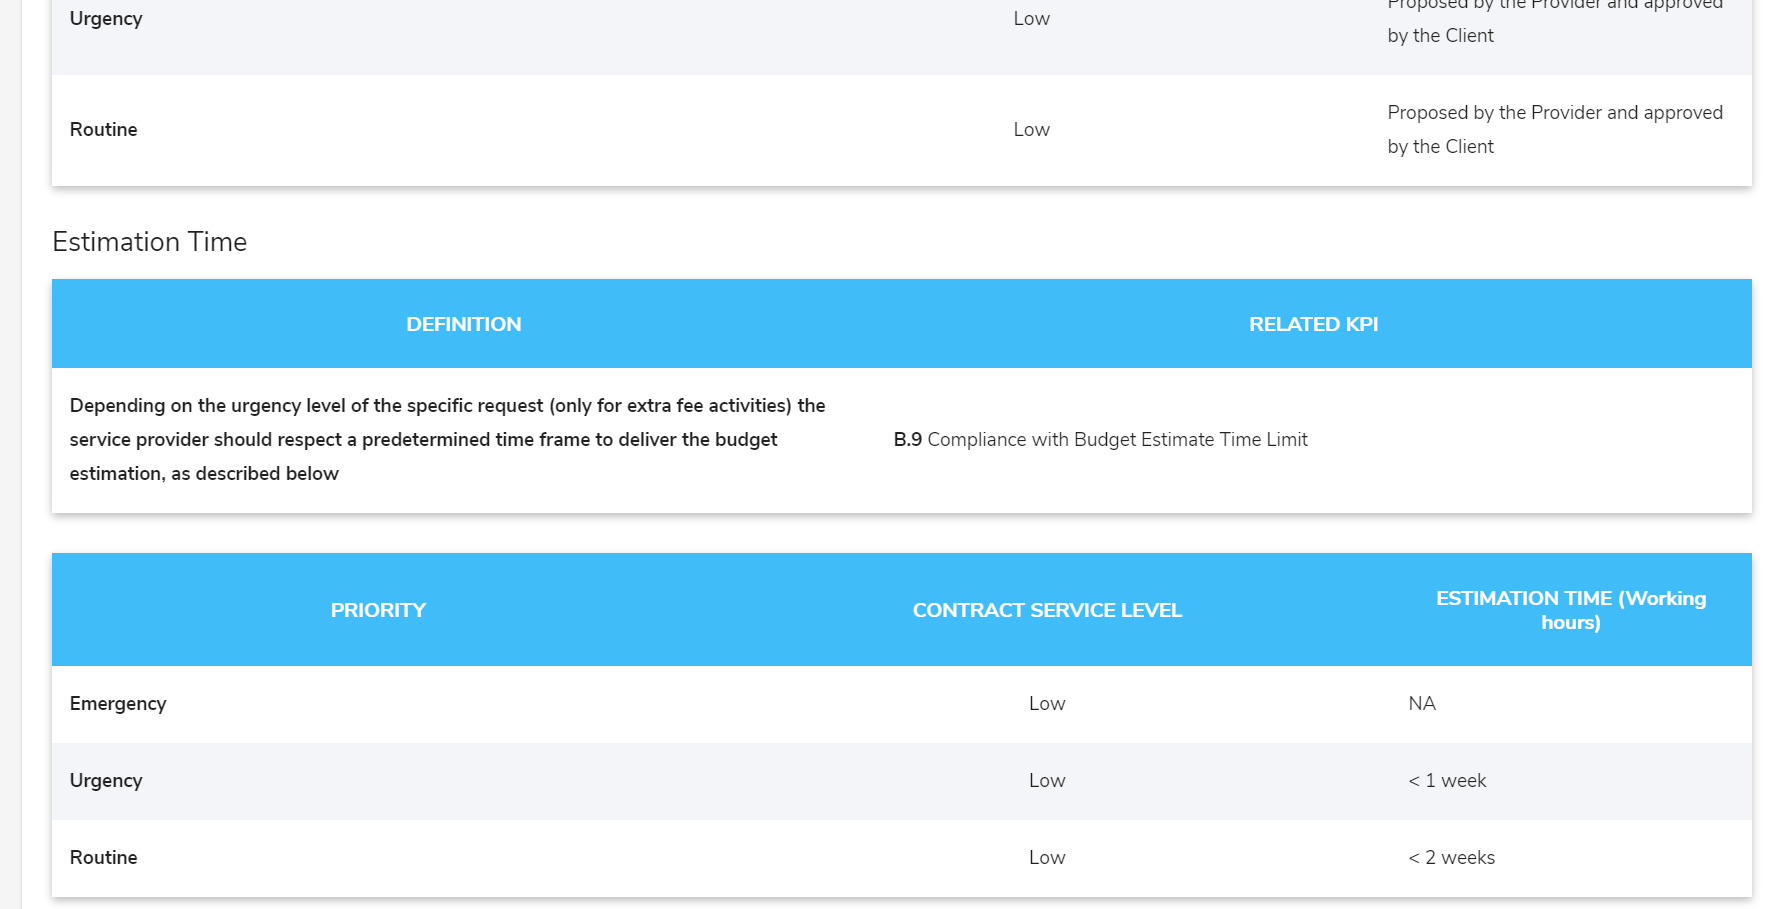 Urgency
Low
Proposed by the Provider and approved
by the Client
Routine
Low
Proposed by the Provider and approved
by the Client
Estimation Time
DEFINITION
RELATED KPI
Depending on the urgency level of the specific request (only for extra fee activities) the
service provider should respect a predetermined time frame to deliver the budget
estimation, as described below
B.9 Compliance with Budget Estimate Time Limit
PRIORITY
CONTRACT SERVICE LEVEL
ESTIMATION TIME (Working
hours)
Emergency
Low
NA
Urgency
Low
< 1 week
Routine
Low
< 2 weeks